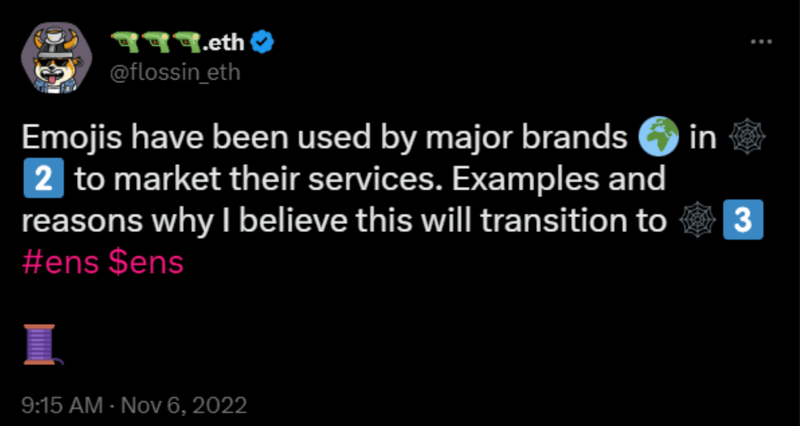 🔫🔫🔫.eth
@flossin_eth
Emojis have been used by major brands 🌍 in 🕸️
2️⃣ to market their services. Examples and
reasons why I believe this will transition to 🕸️ 3️⃣
#ens $ens
🧵
9:15 AM · Nov 6, 2022